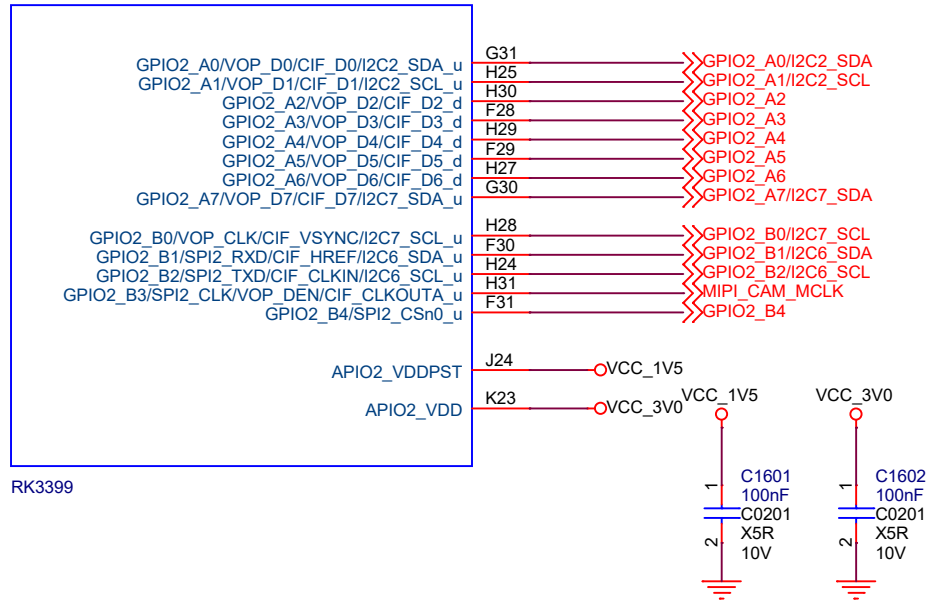 GPIO2_A0/VOP_D0/CIF_D0/I2C2_SDA_u G31 GPIO2_A0/I2C2_SDA
GPIO2_A1/VOP_D1/CIF_D1/I2C2_SCL_u H25 GPIO2_A1/I2C2_SCL
GPIO2_A2/VOP_D2/CIF_D2_d H30 GPIO2_A2
GPIO2_A3/VOP_D3/CIF_D3_d F28 GPIO2_A3
GPIO2_A4/VOP_D4/CIF_D4_d H29 GPIO2_A4
GPIO2_A5/VOP_D5/CIF_D5_d F29 GPIO2_A5
GPIO2_A6/VOP_D6/CIF_D6_d H27 GPIO2_A6
GPIO2_A7/VOP_D7/CIF_D7/I2C7_SDA_u G30 GPIO2_A7/I2C7_SDA
GPIO2_B0/VOP_CLK/CIF_VSYNC/I2C7_SCL_u H28 GPIO2_B0/I2C7_SCL
GPIO2_B1/SPI2_RXD/CIF_HREF/I2C6_SDA_u F30 GPIO2_B1/I2C6_SDA
GPIO2_B2/SPI2_TXD/CIF_CLKIN/I2C6_SCL_u H24 GPIO2_B2/I2C6_SCL
GPIO2_B3/SPI2_CLK/VOP_DEN/CIF_CLKOUTA_u H31 MIPI_CAM_MCLK
GPIO2_B4/SPI2_CSn0_u F31 GPIO2_B4
APIO2_VDDPST J24 VCC_1V5
APIO2_VDD K23 VCC_3V0
RK3399
VCC_1V5
1
C1601
100nF
C0201
X5R
10V
2
VCC_3V0
1
C1602
100nF
C0201
X5R
10V
2